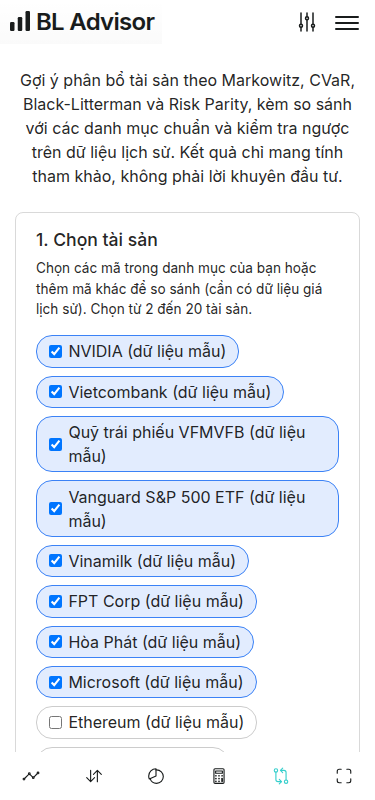 BL Advisor
Gợi ý phân bổ tài sản theo Markowitz, CVaR,
Black-Litterman và Risk Parity, kèm so sánh
với các danh mục chuẩn và kiểm tra ngược
trên dữ liệu lịch sử. Kết quả chỉ mang tính
tham khảo, không phải lời khuyên đầu tư.
1. Chọn tài sản
Chọn các mã trong danh mục của bạn hoặc
thêm mã khác để so sánh (cần có dữ liệu giá
lịch sử). Chọn từ 2 đến 20 tài sản.
NVIDIA (dữ liệu mẫu)
Vietcombank (dữ liệu mẫu)
Quỹ trái phiếu VFMVFB (dữ liệu
mẫu)
Vanguard S&P 500 ETF (dữ liệu
mẫu)
Vinamilk (dữ liệu mẫu)
FPT Corp (dữ liệu mẫu)
Hòa Phát (dữ liệu mẫu)
Microsoft (dữ liệu mẫu)
Ethereum (dữ liệu mẫu)